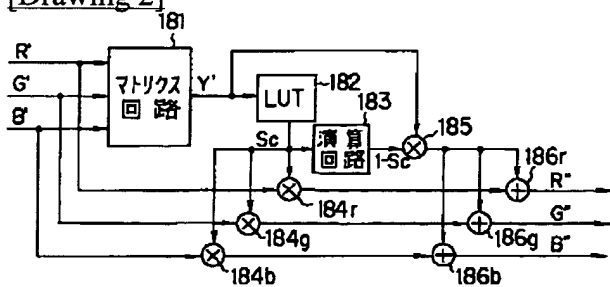 [Drawing 2]
181
R'
G'
B'
マトリクス
回路
Y'
LUT
182
183
Sc
演算
回路
1-Sc
185
184r
184g
184b
186r
186g
186b
R"
G"
B"